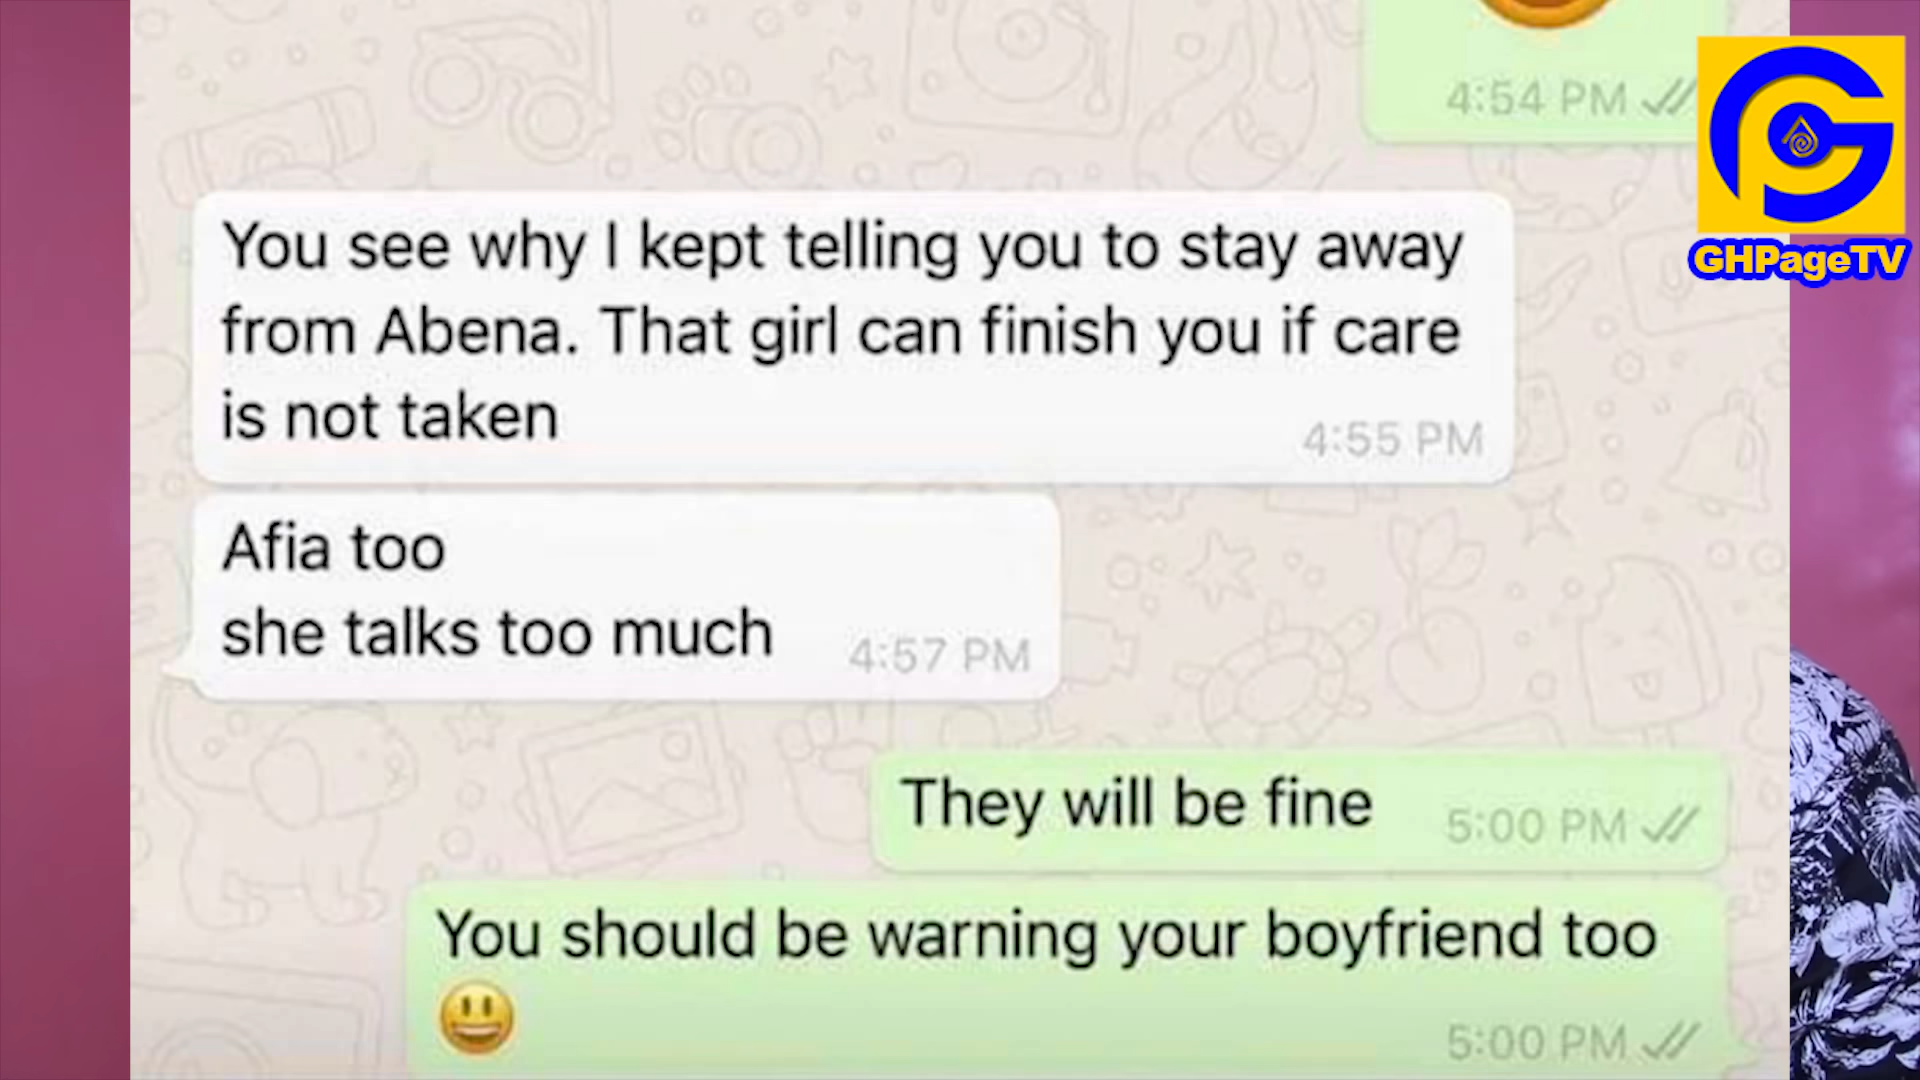 4:54 PM
GHPageTV
You see why I kept telling you to stay away
from Abena. That girl can finish you if care
is not taken
4:55 PM
Afia too
she talks too much
4:57 PM
They will be fine
5:00 PM
You should be warning your boyfriend too
😃
5:00 PM